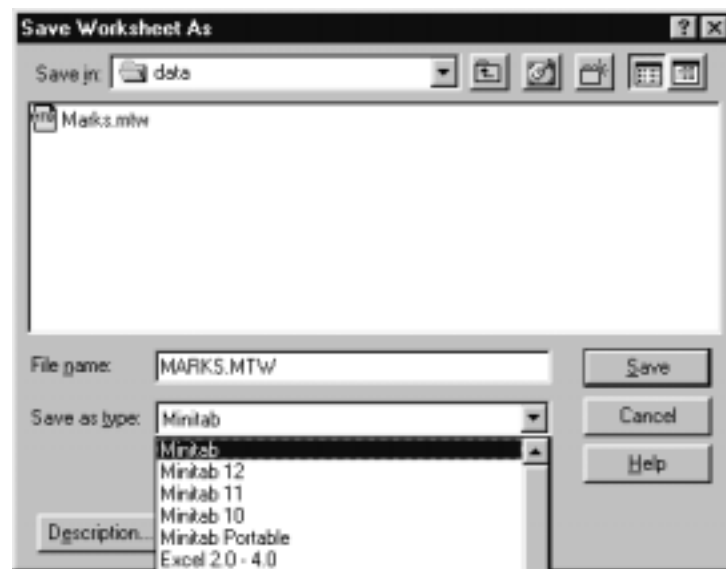 Save Worksheet As
Save in: data
Marks.mtw
File name: MARKS.MTW Save
Save as type: Minitab Cancel
Minitab
Minitab 12 Help
Minitab 11
Minitab 10
Description... Minitab Portable
Excel 2.0 - 4.0